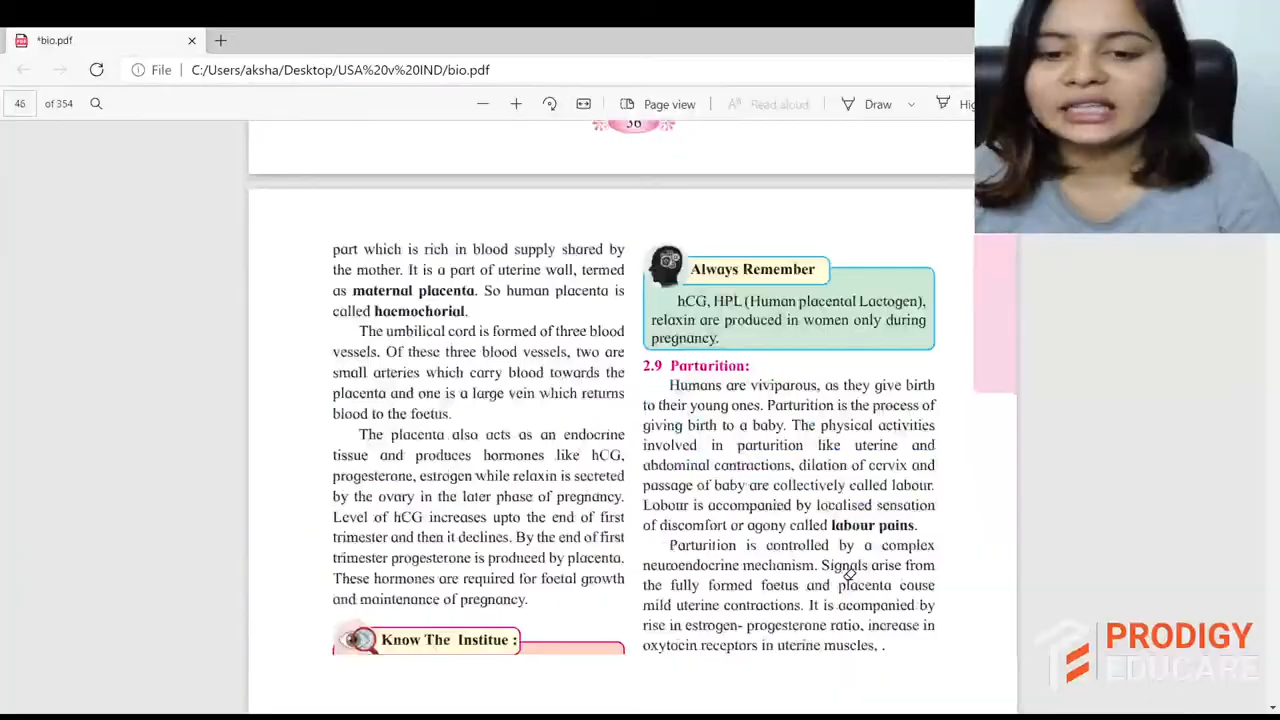 *bio.pdf
File
C:/Users/aksha/Desktop/USA%20v%20IND/bio.pdf
46
of 354
Page view
Read aloud
Draw
Hig
36
part which is rich in blood supply shared by
the mother. It is a part of uterine wall, termed
as maternal placenta. So human placenta is
called haemochorial.
The umbilical cord is formed of three blood
vessels. Of these three blood vessels, two are
small arteries which carry blood towards the
placenta and one is a large vein which returns
blood to the foetus.
The placenta also acts as an endocrine
tissue and produces hormones like hCG,
progesterone, estrogen while relaxin is secreted
by the ovary in the later phase of pregnancy.
Level of hCG increases upto the end of first
trimester and then it declines. By the end of first
trimester progesterone is produced by placenta.
These hormones are required for foetal growth
and maintenance of pregnancy.
Know The Institue :
Always Remember
hCG, HPL (Human placental Lactogen),
relaxin are produced in women only during
pregnancy.
2.9 Parturition:
Humans are viviparous, as they give birth
to their young ones. Parturition is the process of
giving birth to a baby. The physical activities
involved in parturition like uterine and
abdominal contractions, dilation of cervix and
passage of baby are collectively called labour.
Lobour is accompanied by localised sensation
of discomfort or agony called labour pains.
Parturition is controlled by a complex
neuroendocrine mechanism. Signals arise from
the fully formed foetus and placenta cause
mild uterine contractions. It is acompanied by
rise in estrogen- progesterone ratio, increase in
oxytocin receptors in uterine muscles, .
PRODIGY
EDUCARE